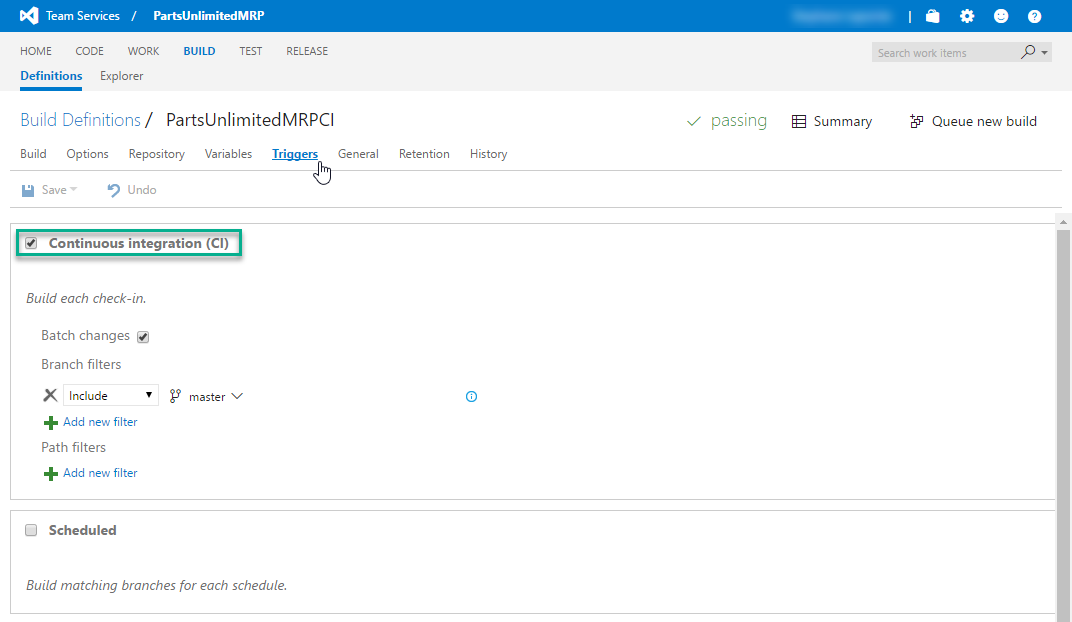 Team Services / PartsUnlimitedMRP |
HOME CODE WORK BUILD TEST RELEASE Search work items
Definitions Explorer
Build Definitions / PartsUnlimitedMRPCI passing Summary Queue new build
Build Options Repository Variables Triggers General Retention History
Save Undo
Continuous integration (CI)
Build each check-in.
Batch changes
Branch filters
Include master
Add new filter
Path filters
Add new filter
Scheduled
Build matching branches for each schedule.